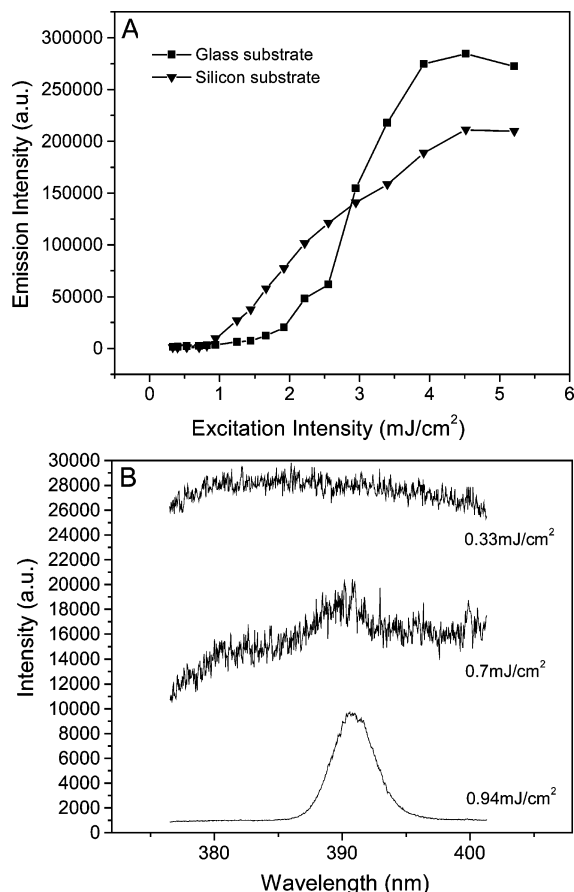 A
Glass substrate
Silicon substrate
300000
250000
200000
150000
100000
50000
0
Emission Intensity (a.u.)
0 1 2 3 4 5 6
Excitation Intensity (mJ/cm²)
B
30000
28000
26000
24000
22000
20000
18000
16000
14000
12000
10000
8000
6000
4000
2000
0
Intensity (a.u.)
0.33mJ/cm²
0.7mJ/cm²
0.94mJ/cm²
380 390 400
Wavelength (nm)